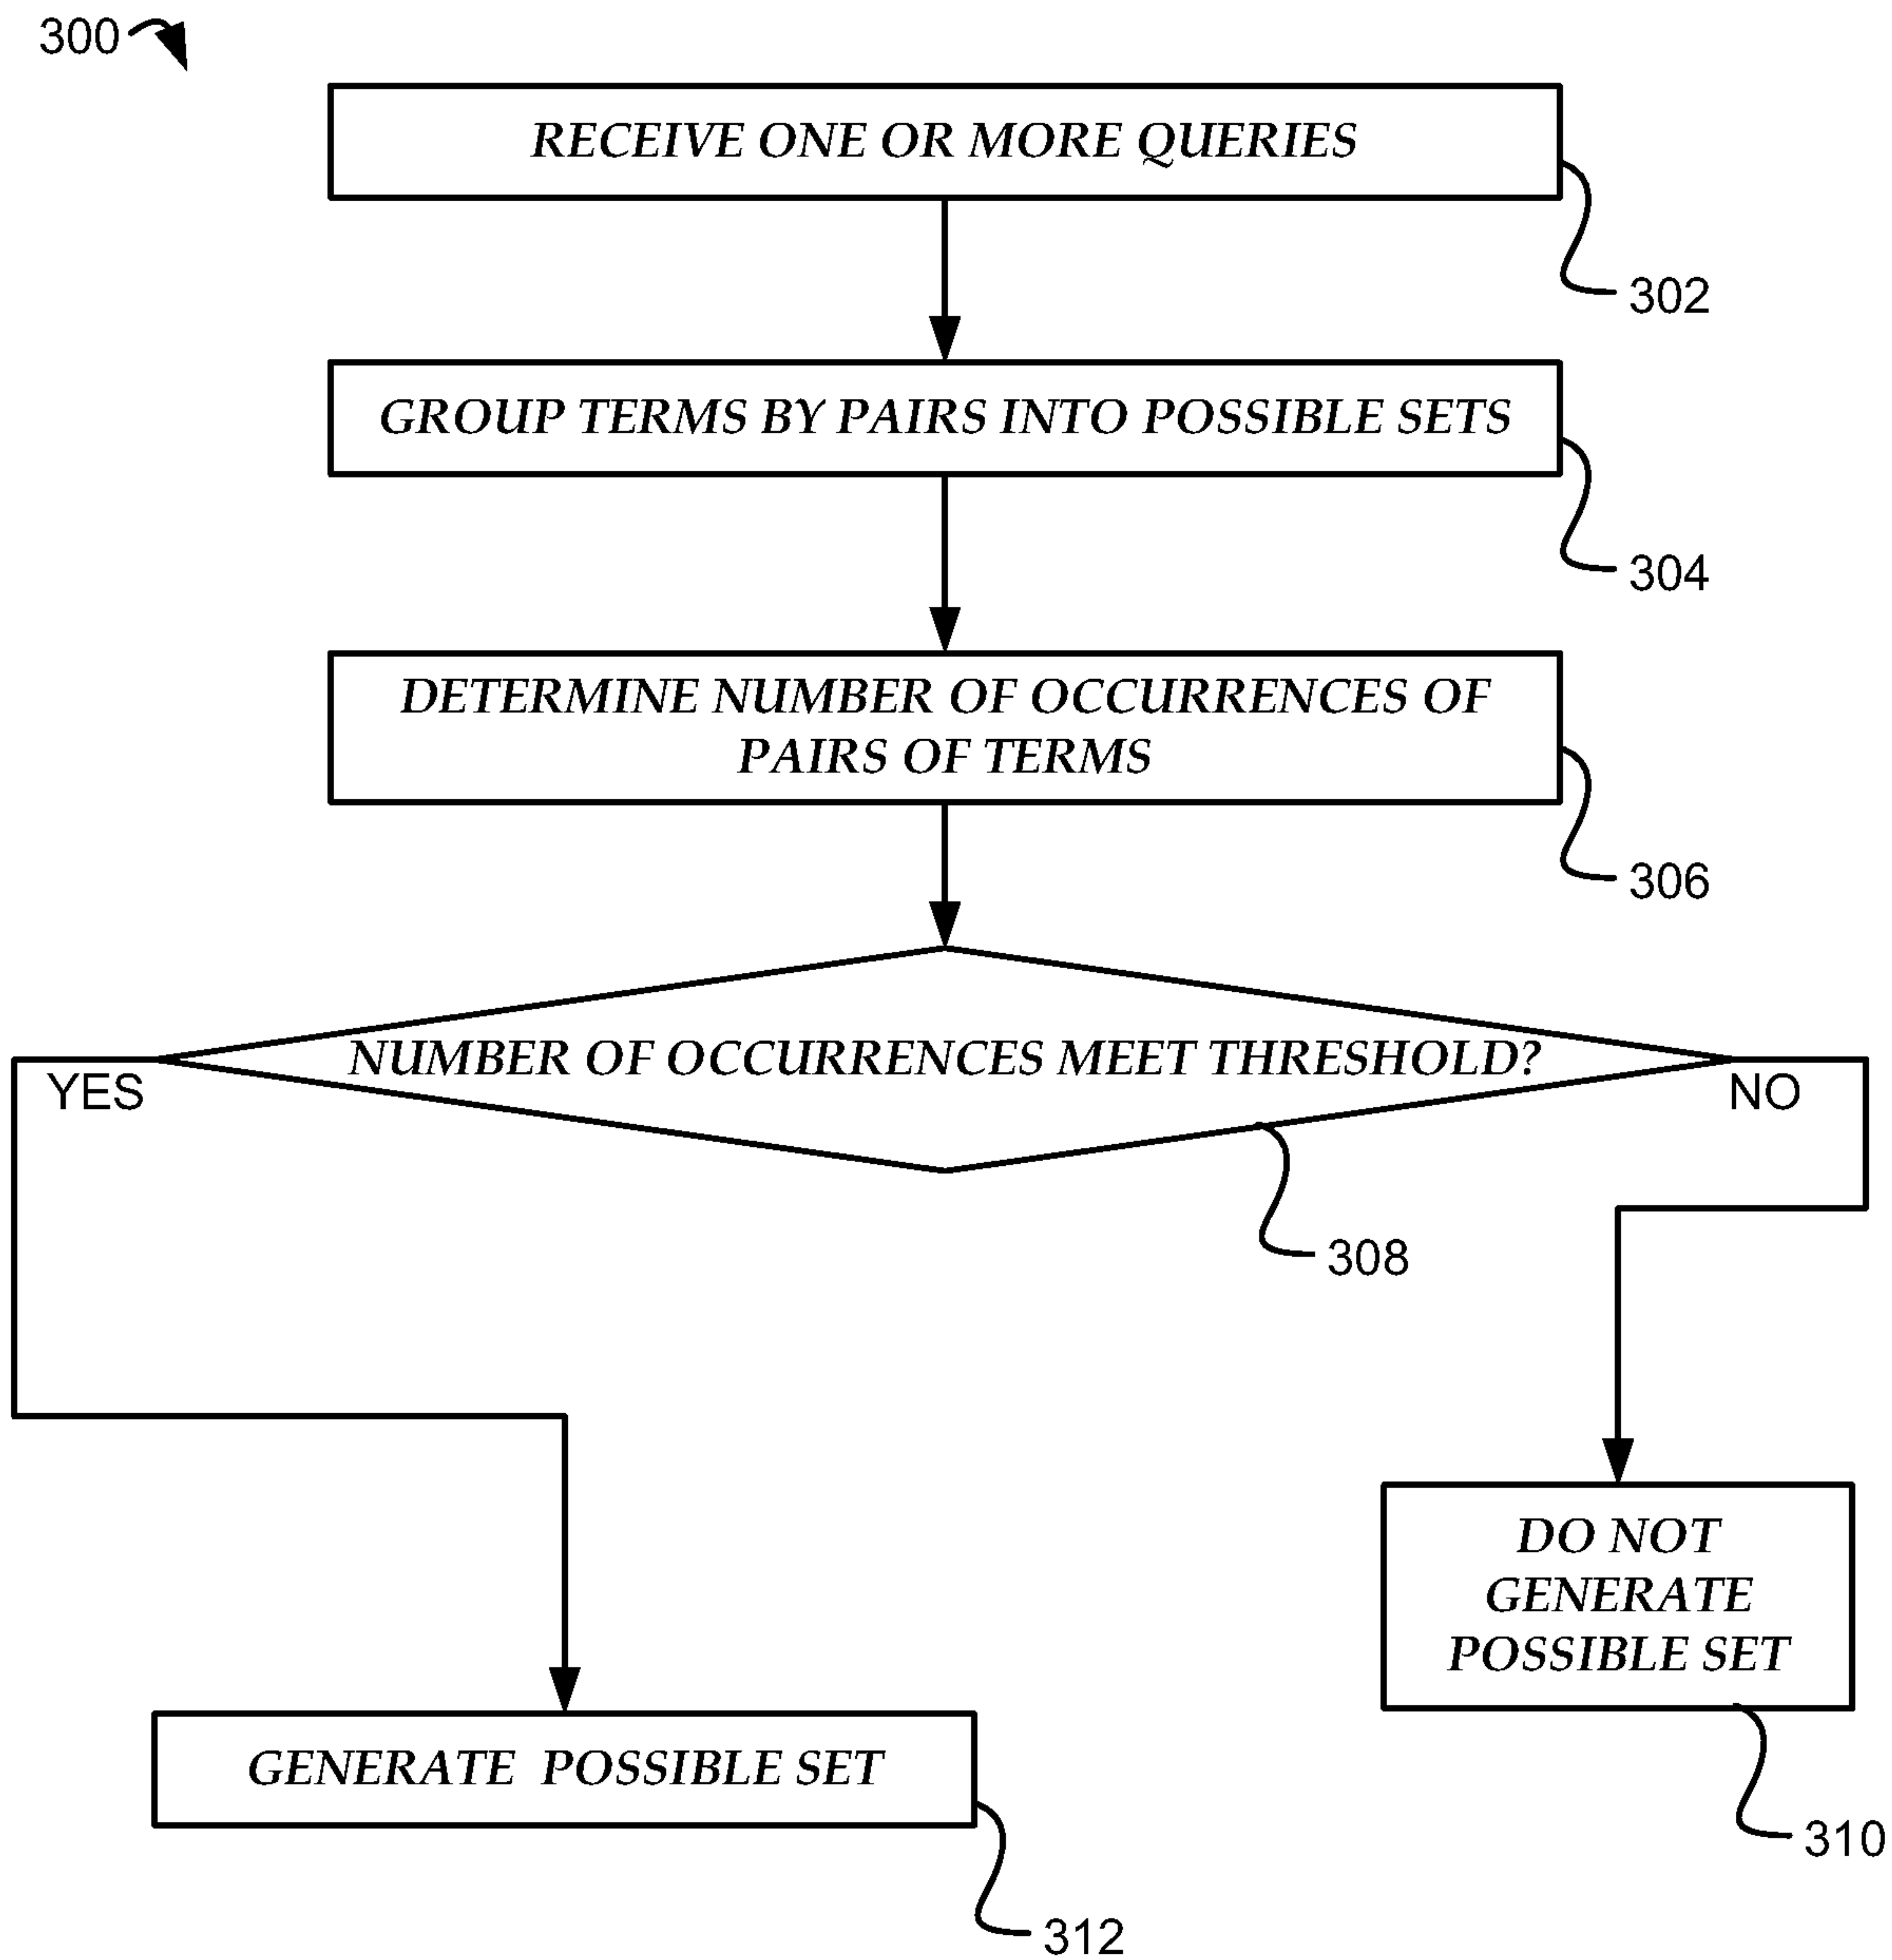 300
RECEIVE ONE OR MORE QUERIES
302
GROUP TERMS BY PAIRS INTO POSSIBLE SETS
304
DETERMINE NUMBER OF OCCURRENCES OF
PAIRS OF TERMS
306
NUMBER OF OCCURRENCES MEET THRESHOLD?
YES
NO
308
DO NOT
GENERATE
POSSIBLE SET
310
GENERATE POSSIBLE SET
312